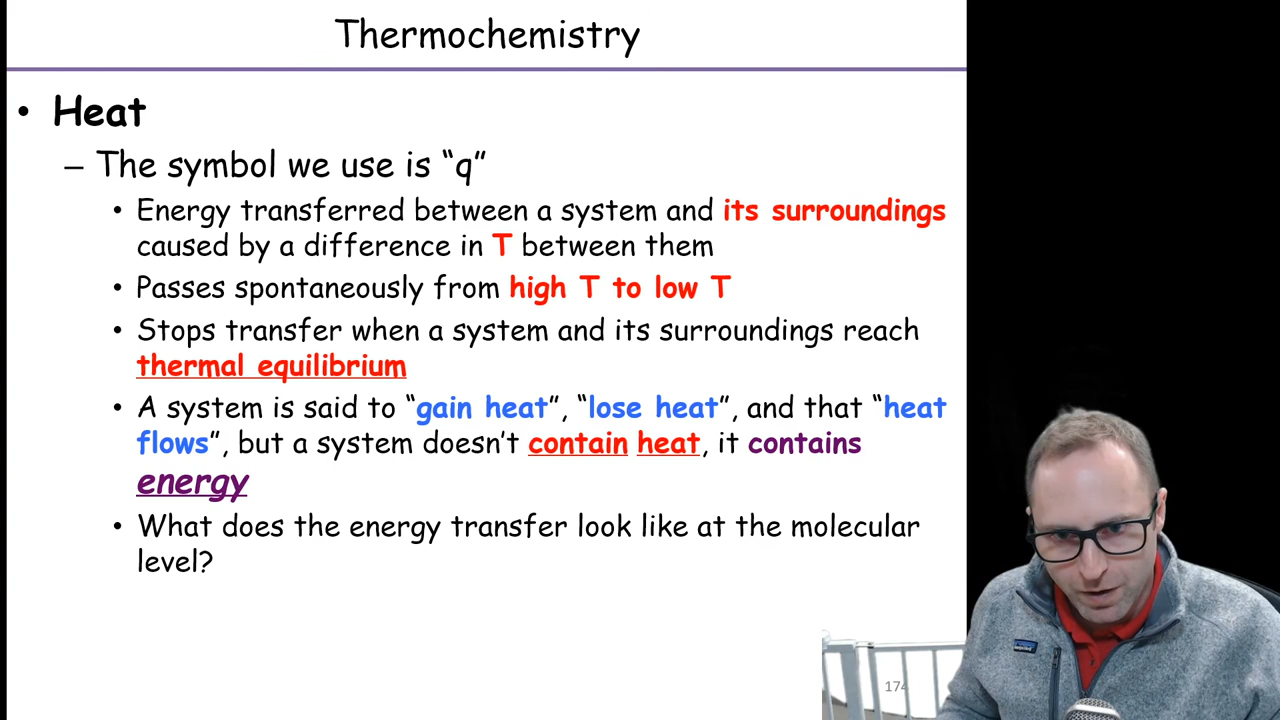 Thermochemistry
• Heat
– The symbol we use is “q”
• Energy transferred between a system and its surroundings
caused by a difference in T between them
• Passes spontaneously from high T to low T
• Stops transfer when a system and its surroundings reach
thermal equilibrium
• A system is said to “gain heat”, “lose heat”, and that “heat
flows”, but a system doesn’t contain heat, it contains
energy
• What does the energy transfer look like at the molecular
level?
174